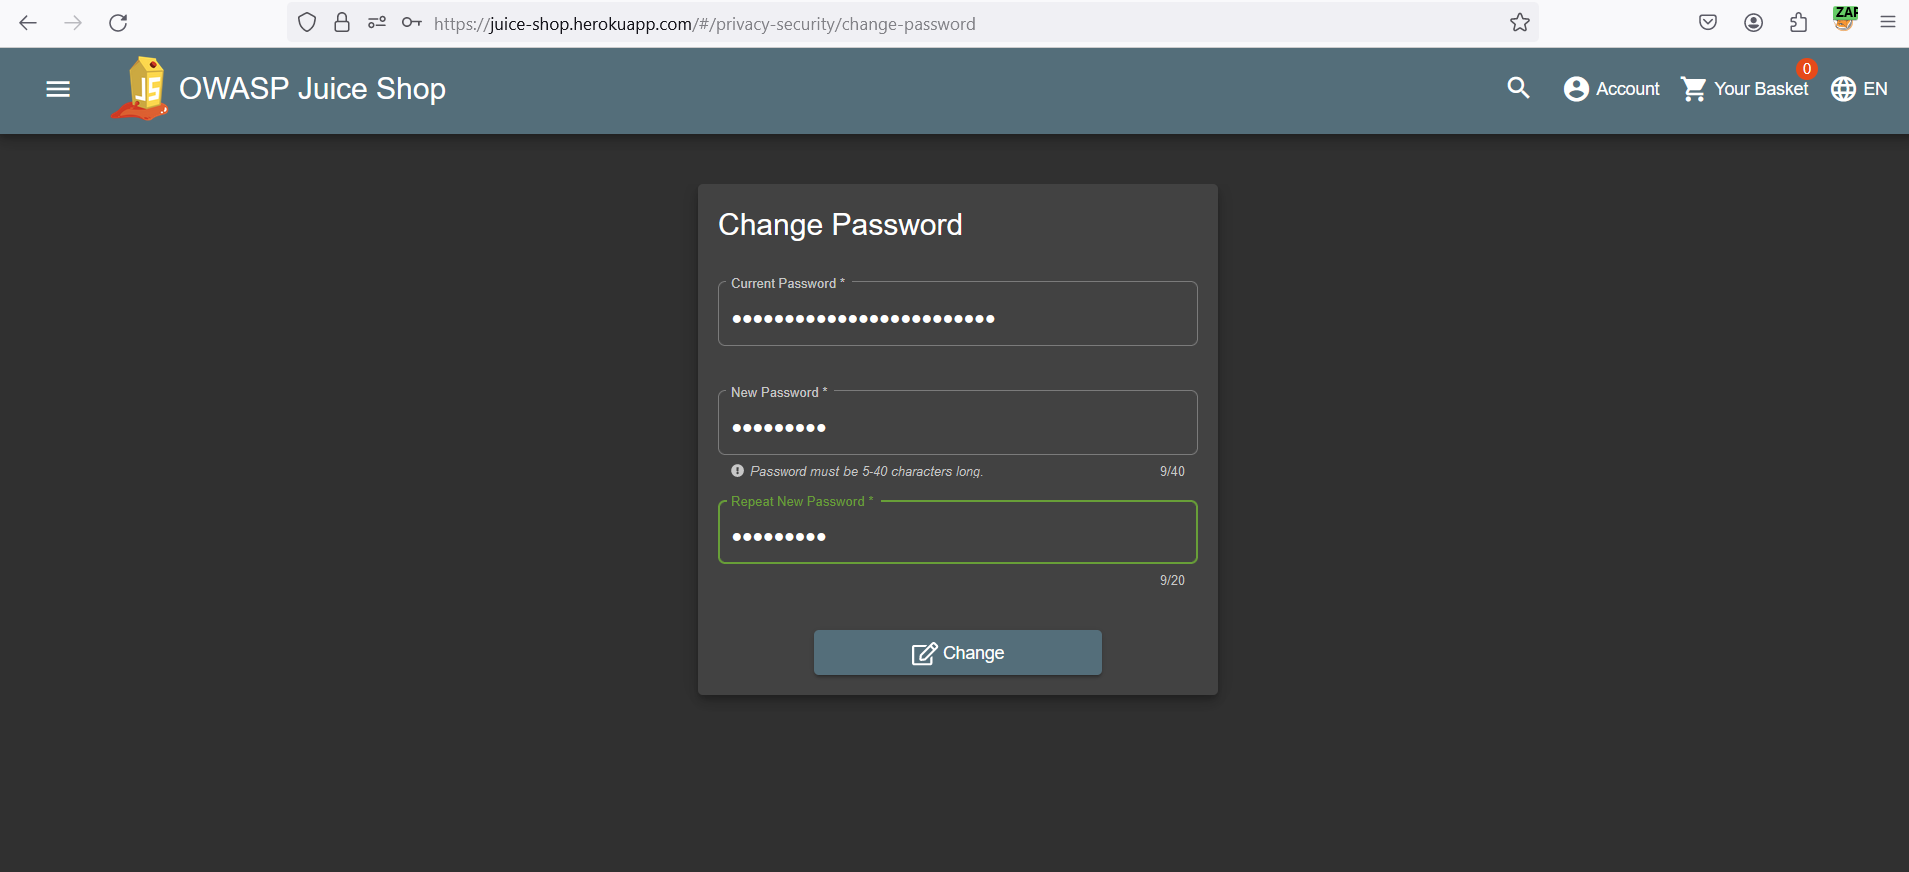 https://juice-shop.herokuapp.com/#/privacy-security/change-password
ZAP
JS
OWASP Juice Shop
Account
0
Your Basket
EN
Change Password
Current Password *
•••••••••••••••••••••••••
New Password *
•••••••••
Password must be 5-40 characters long.
9/40
Repeat New Password *
•••••••••
9/20
Change